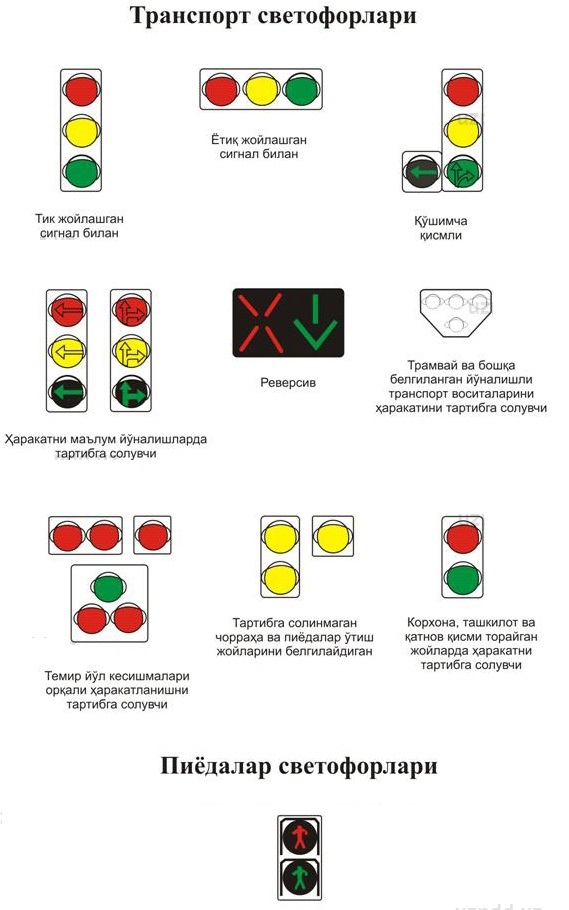 Транспорт светофорлари
Тик жойлашган
сигнал билан
Ётиқ жойлашган
сигнал билан
Қўшимча
қисмли
Ҳаракатни маълум йўналишларда
тартибга солувчи
Реверсив
Трамвай ва бошқа
белгиланган йўналишли
транспорт воситаларини
ҳаракатини тартибга солувчи
Темир йўл кесишмалари
орқали ҳаракатланишни
тартибга солувчи
Тартибга солинмаган
чорраҳа ва пиёдалар ўтиш
жойларини белгилайдиган
Корхона, ташкилот ва
қатнов қисми торайган
жойларда ҳаракатни
тартибга солувчи
Пиёдалар светофорлари